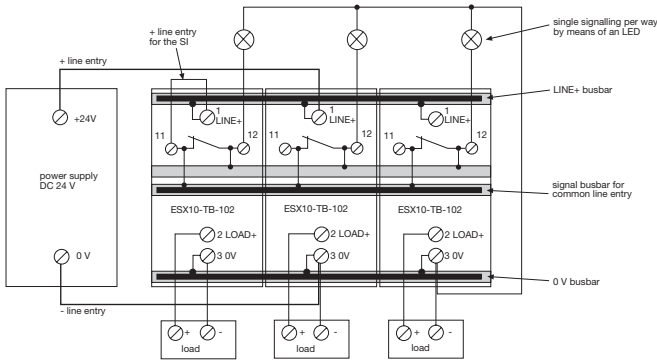 + line entry
for the SI
single signalling per way
by means of an LED
+ line entry
LINE+ busbar
+24V
1
LINE+
1
LINE+
1
LINE+
11
12
11
12
11
12
power supply
DC 24 V
signal busbar for
common line entry
ESX10-TB-102
ESX10-TB-102
ESX10-TB-102
2 LOAD+
2 LOAD+
2 LOAD+
0 V
3 0V
3 0V
3 0V
0 V busbar
- line entry
+ -
load
+ -
load
+ -
load